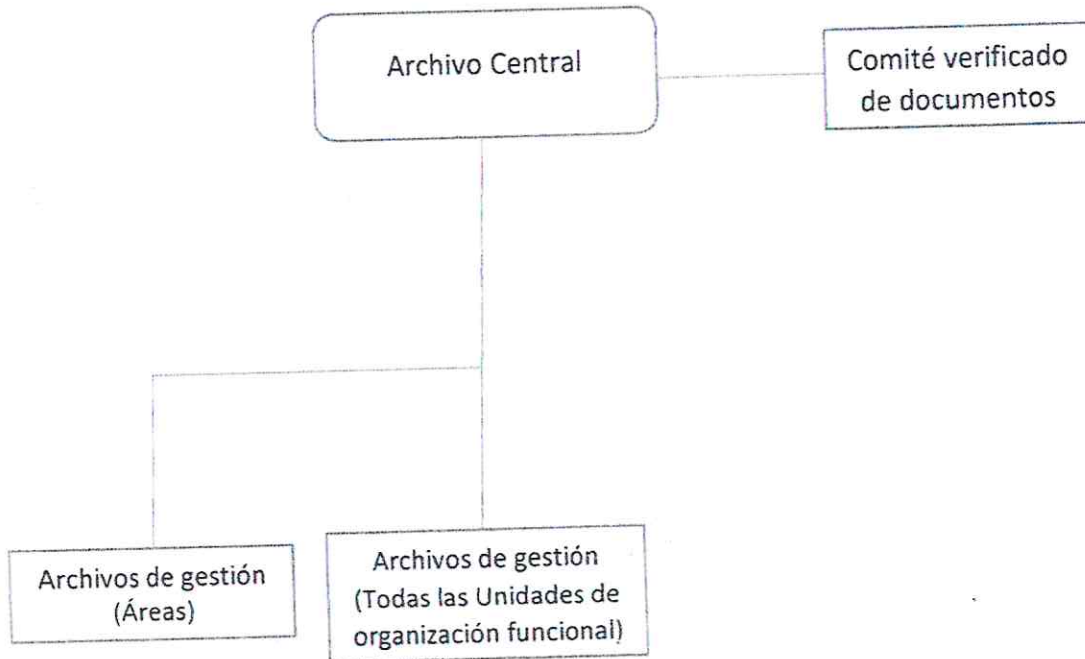 Archivo Central
Comité verificado
de documentos
Archivos de gestión
(Áreas)
Archivos de gestión
(Todas las Unidades de
organización funcional)